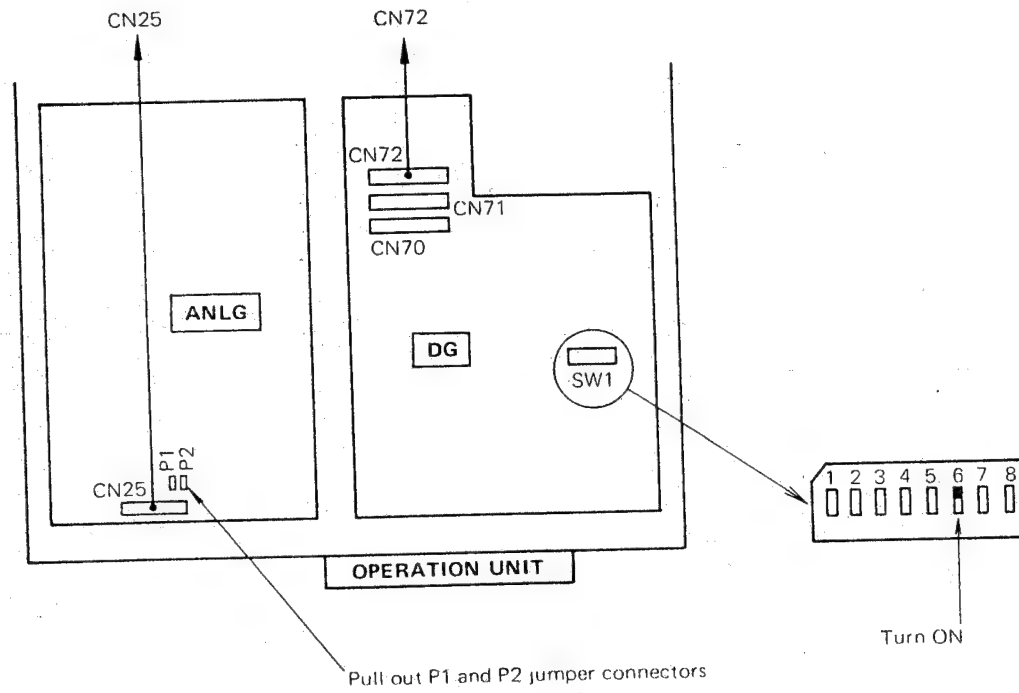 CN25
CN72
CN72
CN71
CN70
ANLG
DG
SW1
P1
P2
CN25
1 2 3 4 5 6 7 8
OPERATION UNIT
Turn ON
Pull out P1 and P2 jumper connectors